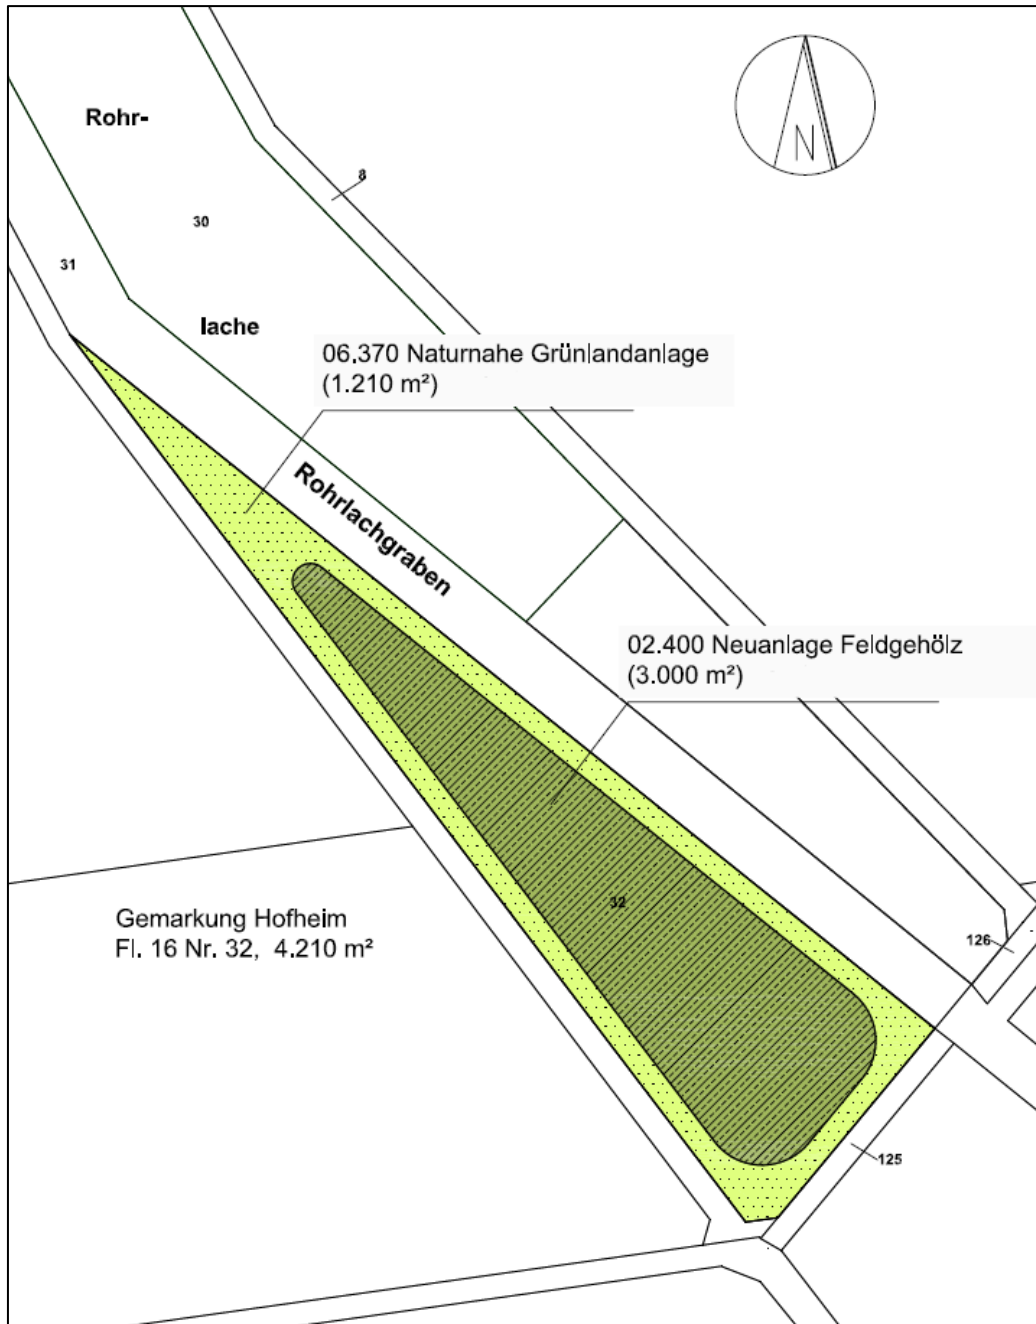 N
Rohr-
8
30
31
lache
06.370 Naturnahe Grünlandanlage
(1.210 m²)
Rohrlachgraben
02.400 Neuanlage Feldgehölz
(3.000 m²)
32
Gemarkung Hofheim
Fl. 16 Nr. 32, 4.210 m²
126
125